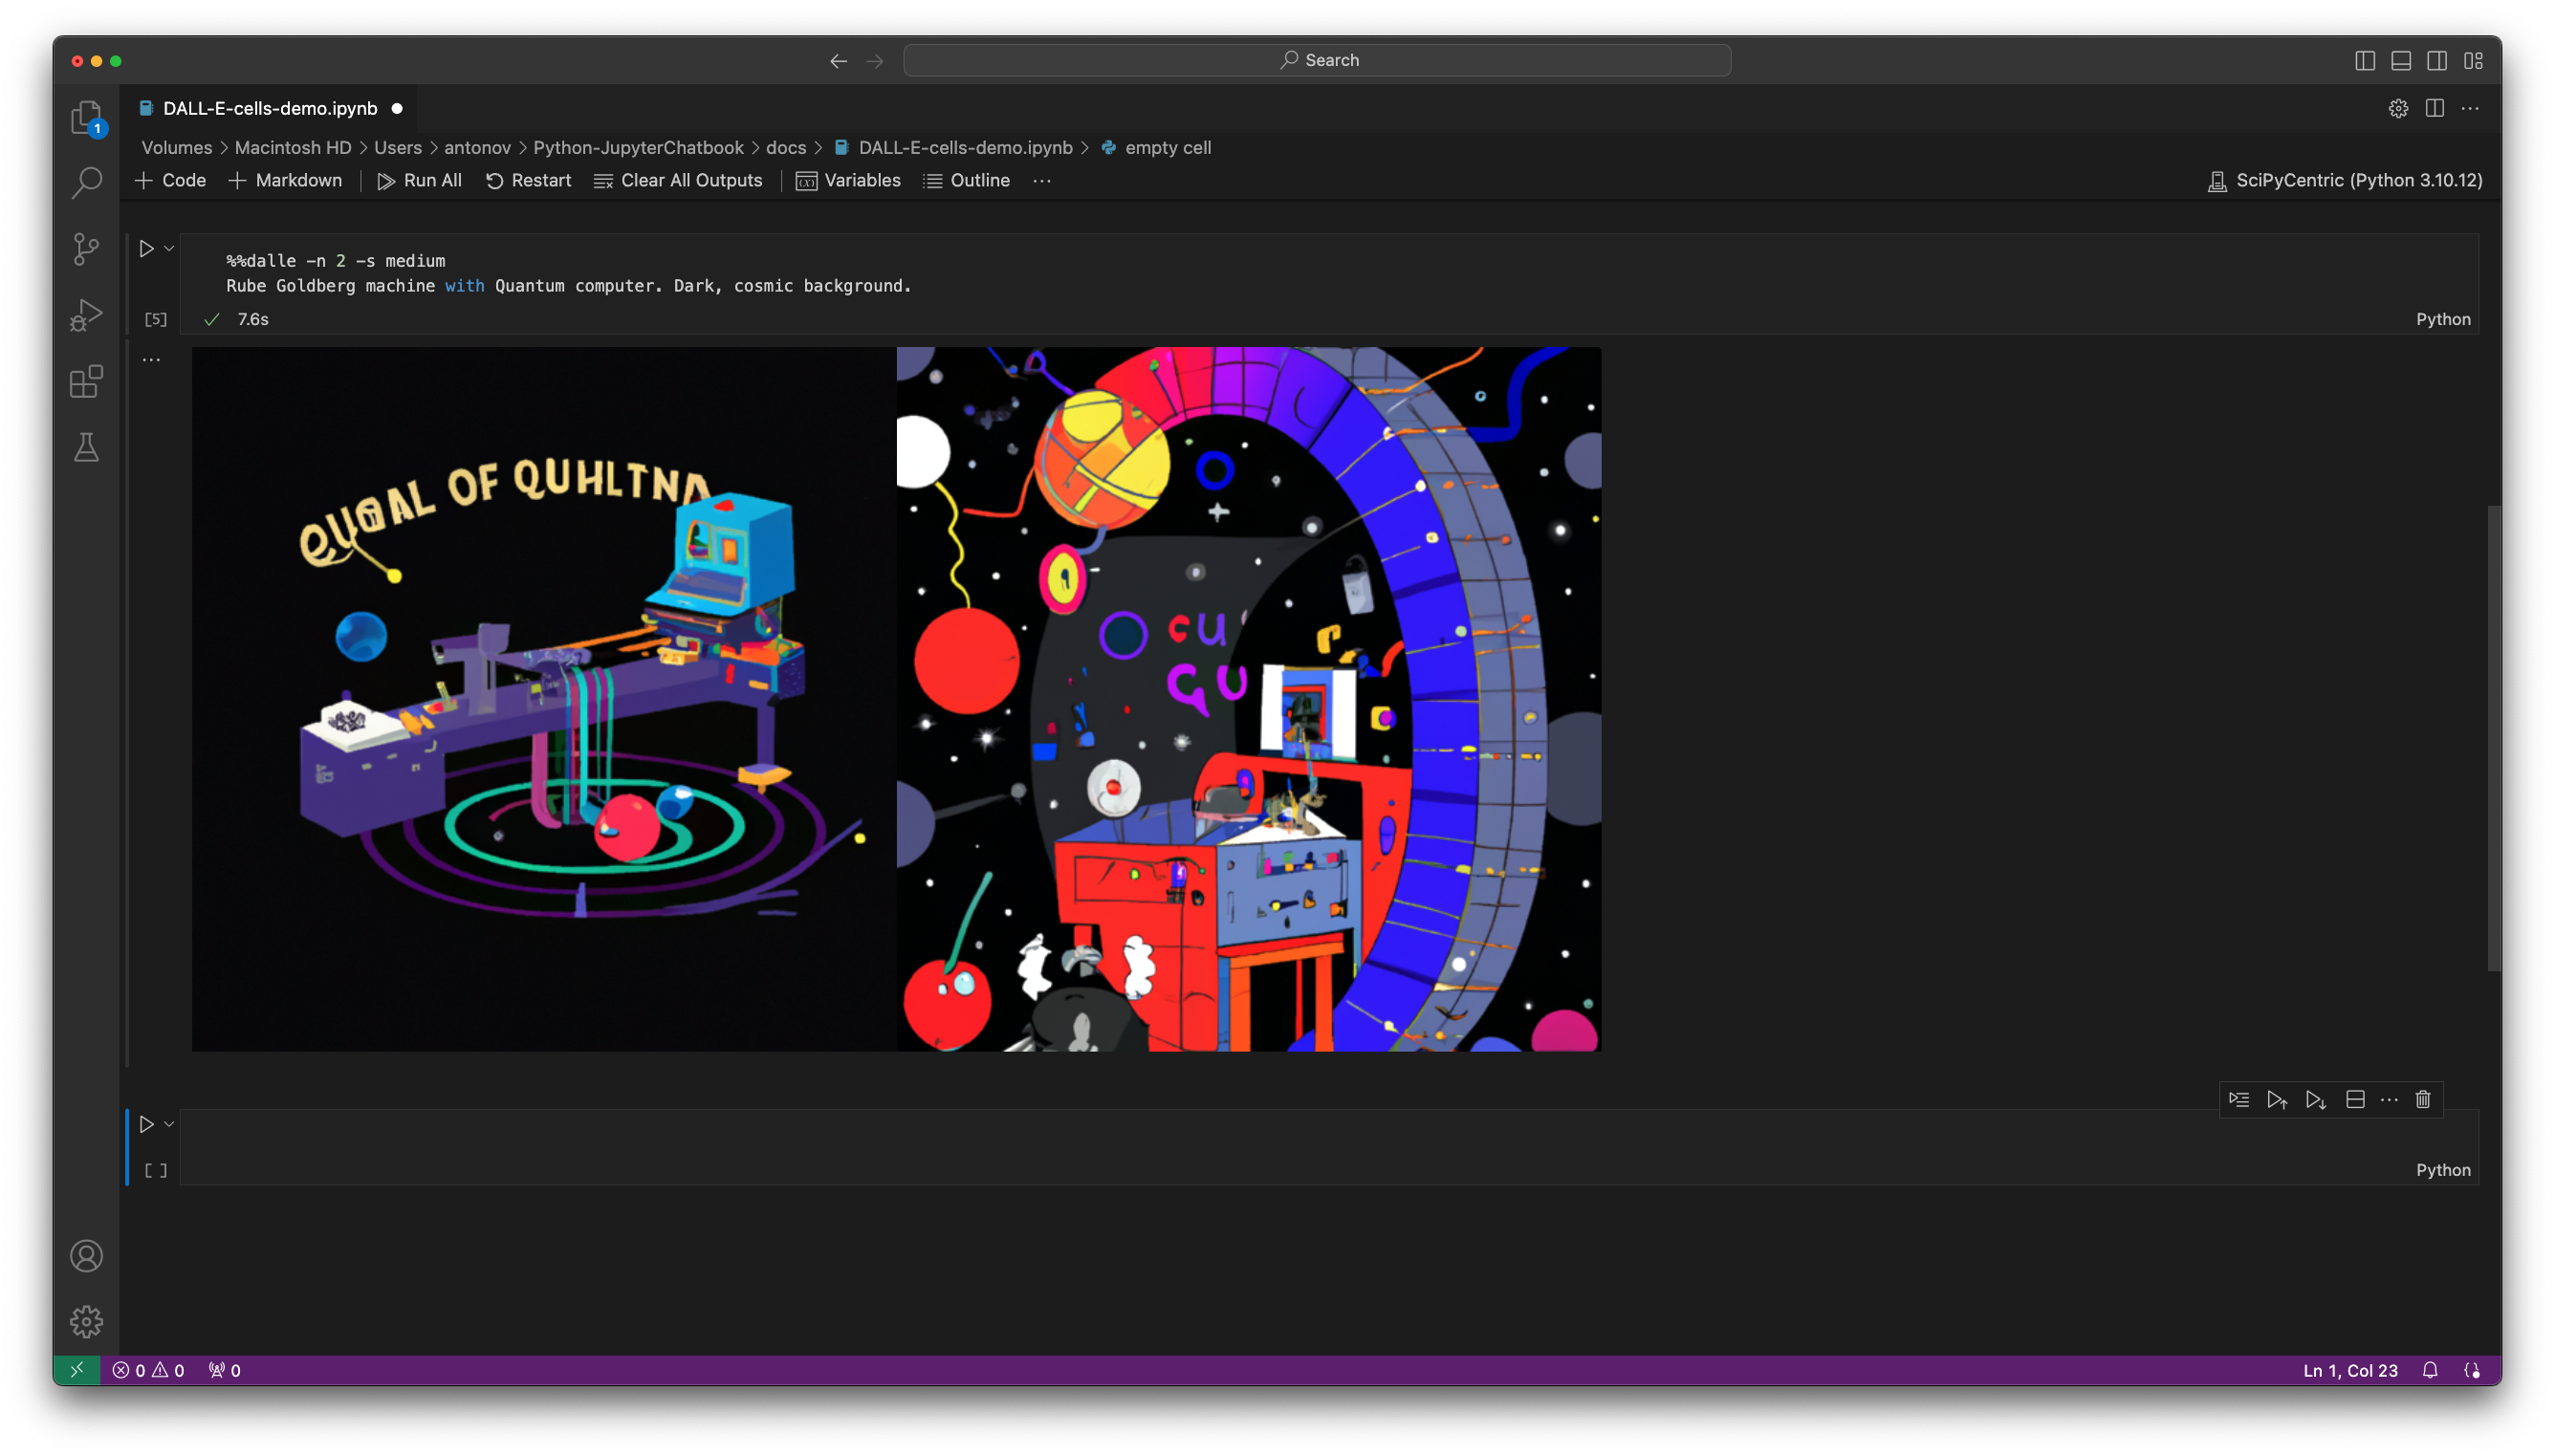 Search
DALL-E-cells-demo.ipynb
1
Volumes > Macintosh HD > Users > antonov > Python-JupyterChatbook > docs > DALL-E-cells-demo.ipynb > empty cell
+ Code + Markdown Run All Restart Clear All Outputs Variables Outline ... SciPyCentric (Python 3.10.12)
%%dalle -n 2 -s medium
Rube Goldberg machine with Quantum computer. Dark, cosmic background.
[5] 7.6s Python
...
OF QUHLTNA
CU
GU
[ ] Python
0 0 0 Ln 1, Col 23